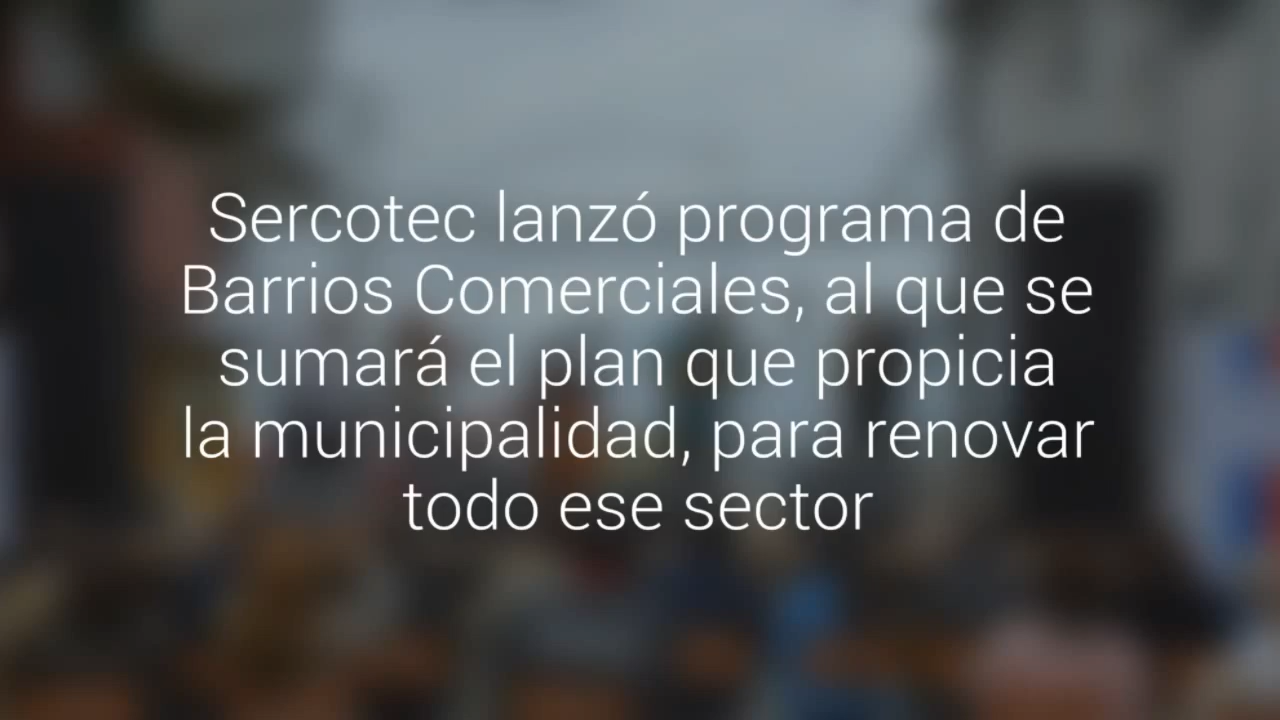 Sercotec lanzó programa de
Barrios Comerciales, al que se
sumará el plan que propicia
la municipalidad, para renovar
todo ese sector